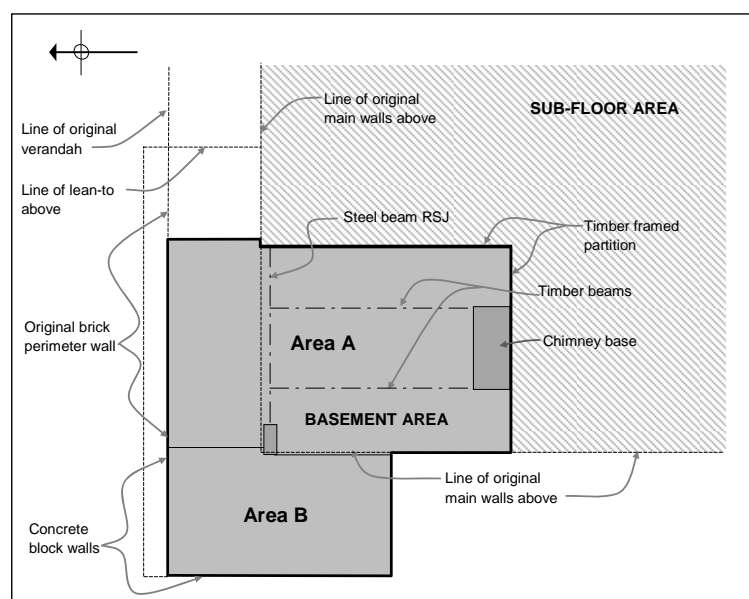 SUB-FLOOR AREA
Line of original
main walls above
Line of original
verandah
Line of lean-to
above
Steel beam RSJ
Timber framed
partition
Timber beams
Original brick
perimeter wall
Area A
Chimney base
BASEMENT AREA
Line of original
main walls above
Area B
Concrete
block walls